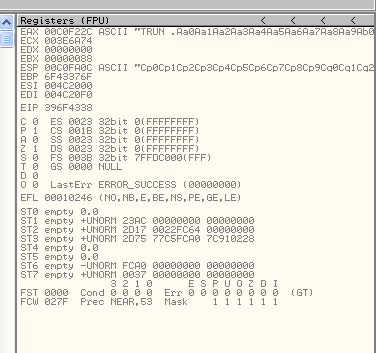 Registers (FPU) < < < <
EAX 00C0F22C ASCII "TRUN .Aa0Aa1Aa2Aa3Aa4Aa5Aa6Aa7Aa8Aa9Ab0
ECX 003E6A74
EDX 00000000
EBX 00000088
ESP 00C0FA0C ASCII "Cp0Cp1Cp2Cp3Cp4Cp5Cp6Cp7Cp8Cp9Cq0Cq1Cq2
EBP 6F43376F
ESI 004C2000
EDI 004C20F0
EIP 396F4338
C 0 ES 0023 32bit 0(FFFFFFFF)
P 1 CS 001B 32bit 0(FFFFFFFF)
A 0 SS 0023 32bit 0(FFFFFFFF)
Z 1 DS 0023 32bit 0(FFFFFFFF)
S 0 FS 003B 32bit 7FFDC000(FFF)
T 0 GS 0000 NULL
D 0
O 0 LastErr ERROR_SUCCESS (00000000)
EFL 00010246 (NO,NB,E,BE,NS,PE,GE,LE)
ST0 empty 0.0
ST1 empty +UNORM 23AC 00000000 00000000
ST2 empty +UNORM 2D17 0022FC64 00000000
ST3 empty +UNORM 2D75 77C5FCA0 7C910228
ST4 empty 0.0
ST5 empty 0.0
ST6 empty -UNORM FCA0 00000000 00000000
ST7 empty +UNORM 0037 00000000 00000000
3 2 1 0 E S P U O Z D I
FST 0000 Cond 0 0 0 0 Err 0 0 0 0 0 0 0 0 (GT)
FCW 027F Prec NEAR,53 Mask 1 1 1 1 1 1